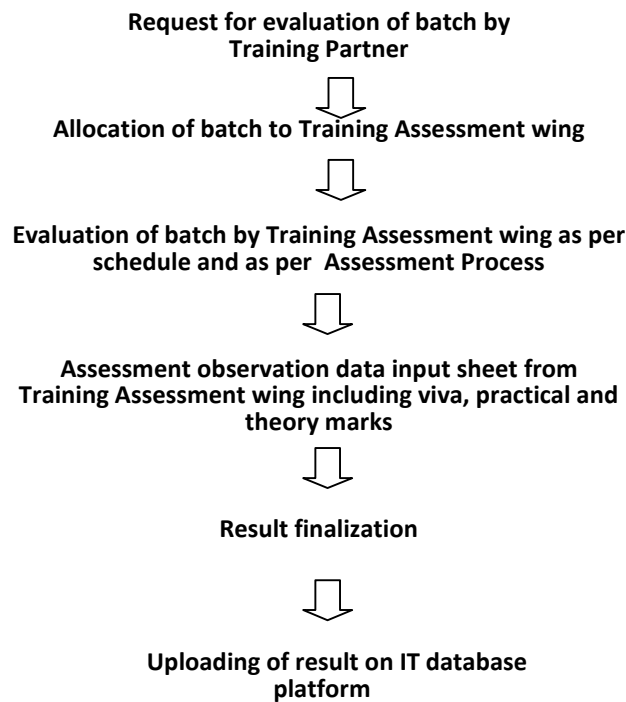 Request for evaluation of batch by
Training Partner
Allocation of batch to Training Assessment wing
Evaluation of batch by Training Assessment wing as per
schedule and as per Assessment Process
Assessment observation data input sheet from
Training Assessment wing including viva, practical and
theory marks
Result finalization
Uploading of result on IT database
platform